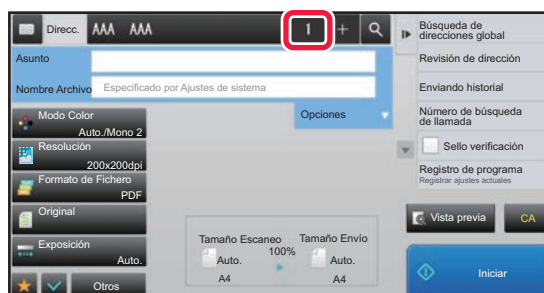 Direcc.
AAA AAA
1
Asunto
Nombre Archivo
Especificado por Ajustes de sistema
Opciones
Modo Color
Auto./Mono 2
Resolución
200x200dpi
Formato de Fichero
PDF
Original
Exposición
Auto.
Otros
Tamaño Escaneo
Tamaño Envío
100%
Auto.
Auto.
A4
A4
Búsqueda de
direcciones global
Revisión de dirección
Enviando historial
Número de búsqueda
de llamada
Sello verificación
Registro de programa
Registrar ajustes actuales
Vista previa
CA
Iniciar